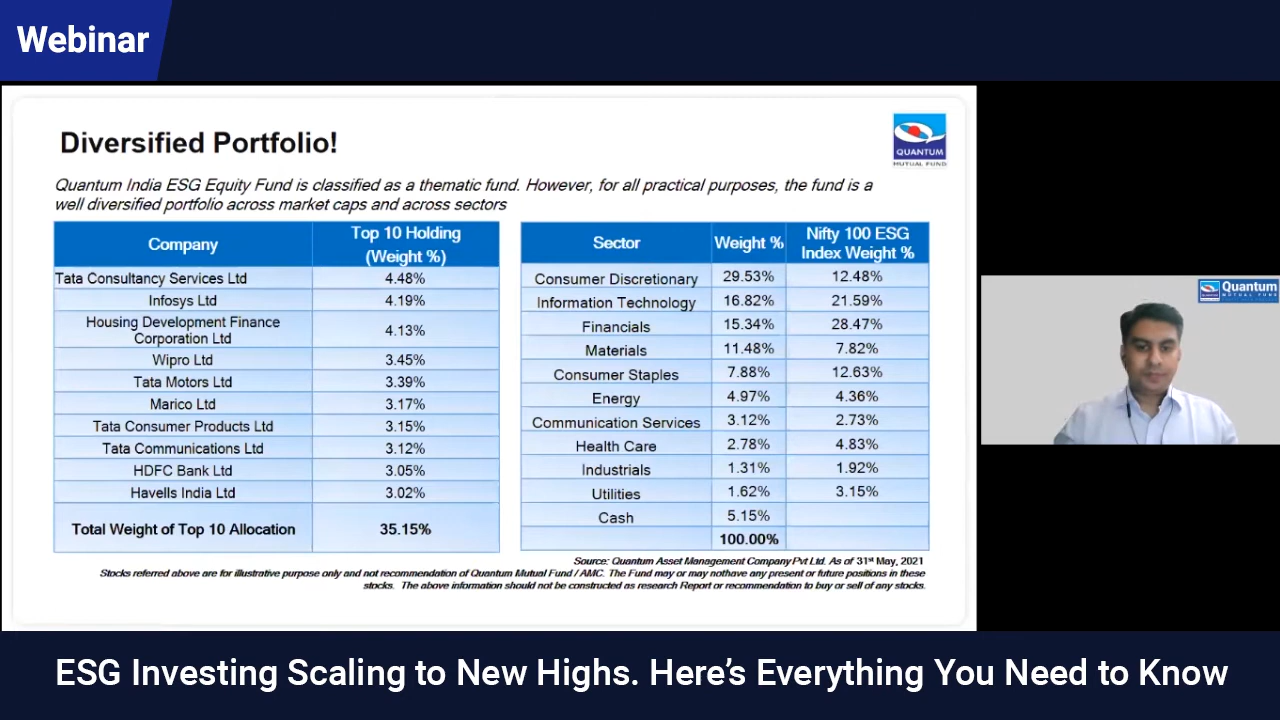 Webinar
Diversified Portfolio!
QUANTUM
MUTUAL FUND
Quantum India ESG Equity Fund is classified as a thematic fund. However, for all practical purposes, the fund is a
well diversified portfolio across market caps and across sectors
Company Top 10 Holding
(Weight %)
Tata Consultancy Services Ltd 4.48%
Infosys Ltd 4.19%
Housing Development Finance
Corporation Ltd 4.13%
Wipro Ltd 3.45%
Tata Motors Ltd 3.39%
Marico Ltd 3.17%
Tata Consumer Products Ltd 3.15%
Tata Communications Ltd 3.12%
HDFC Bank Ltd 3.05%
Havells India Ltd 3.02%
Total Weight of Top 10 Allocation 35.15%
Sector Weight % Nifty 100 ESG
Index Weight %
Consumer Discretionary 29.53% 12.48%
Information Technology 16.82% 21.59%
Financials 15.34% 28.47%
Materials 11.48% 7.82%
Consumer Staples 7.88% 12.63%
Energy 4.97% 4.36%
Communication Services 3.12% 2.73%
Health Care 2.78% 4.83%
Industrials 1.31% 1.92%
Utilities 1.62% 3.15%
Cash 5.15%
100.00%
Source: Quantum Asset Management Company Pvt Ltd. As of 31st May, 2021
Stocks referred above are for illustrative purpose only and not recommendation of Quantum Mutual Fund / AMC. The Fund may or may nothave any present or future positions in these
stocks. The above information should not be constructed as research Report or recommendation to buy or sell of any stocks.
Quantum
MUTUAL FUND
ESG Investing Scaling to New Highs. Here's Everything You Need to Know